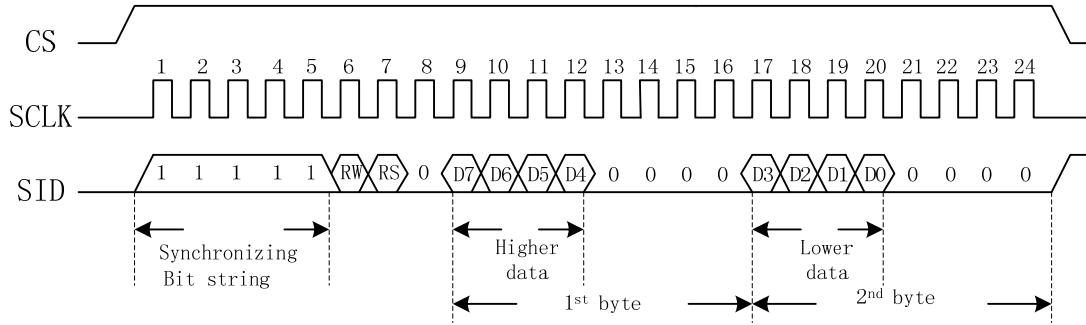 CS
1 2 3 4 5 6 7 8 9 10 11 12 13 14 15 16 17 18 19 20 21 22 23 24
SCLK
SID 1 1 1 1 1 RW RS 0 D7 D6 D5 D4 0 0 0 0 D3 D2 D1 D0 0 0 0 0
Synchronizing
Bit string
Higher
data
Lower
data
1st byte
2nd byte